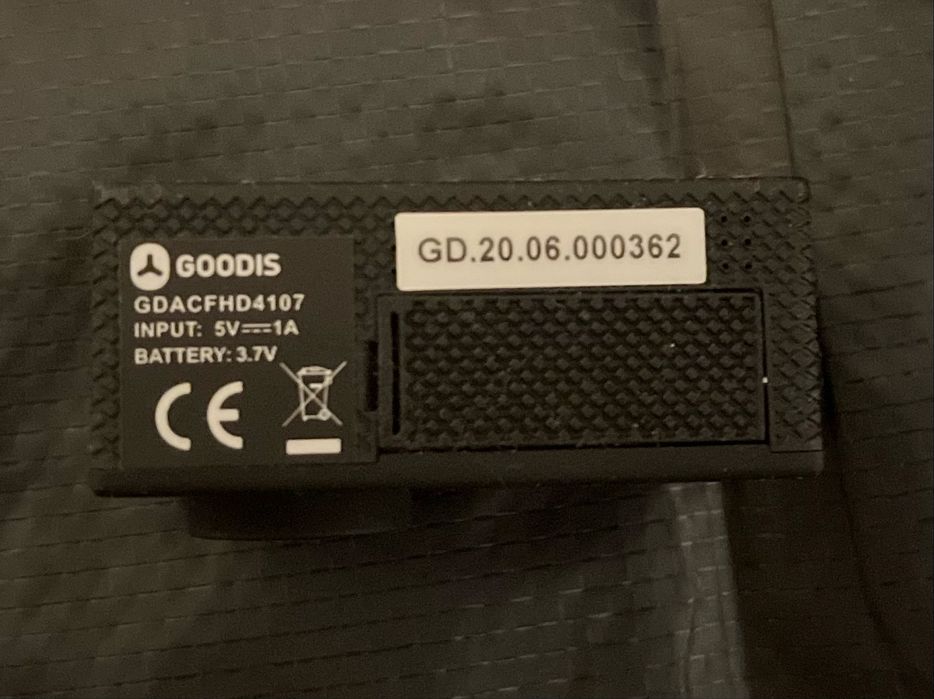 GOODIS
GDACFHD4107
INPUT: 5V⎓1A
BATTERY: 3.7V
CE
GD.20.06.000362